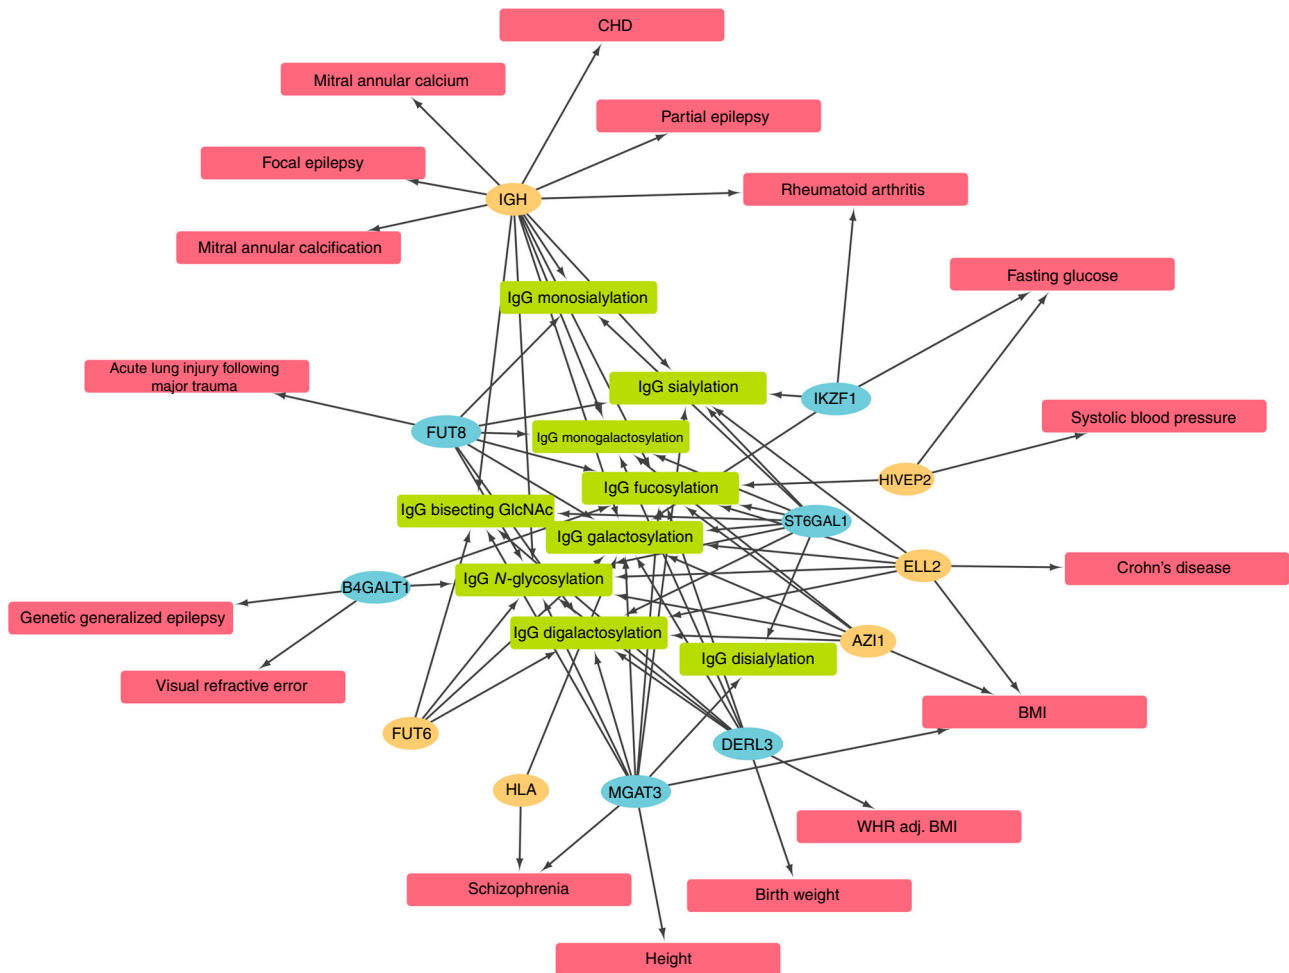 CHD
Mitral annular calcium
Partial epilepsy
Focal epilepsy
Rheumatoid arthritis
IGH
Mitral annular calcification
Fasting glucose
IgG monosialylation
Acute lung injury following
major trauma
IgG sialylation
IKZF1
Systolic blood pressure
FUT8
IgG monogalactosylation
HIVEP2
IgG fucosylation
IgG bisecting GlcNAc
ST6GAL1
IgG galactosylation
ELL2
Crohn’s disease
IgG N-glycosylation
B4GALT1
Genetic generalized epilepsy
IgG digalactosylation
AZI1
IgG disialylation
Visual refractive error
BMI
FUT6
DERL3
HLA
MGAT3
WHR adj. BMI
Schizophrenia
Birth weight
Height